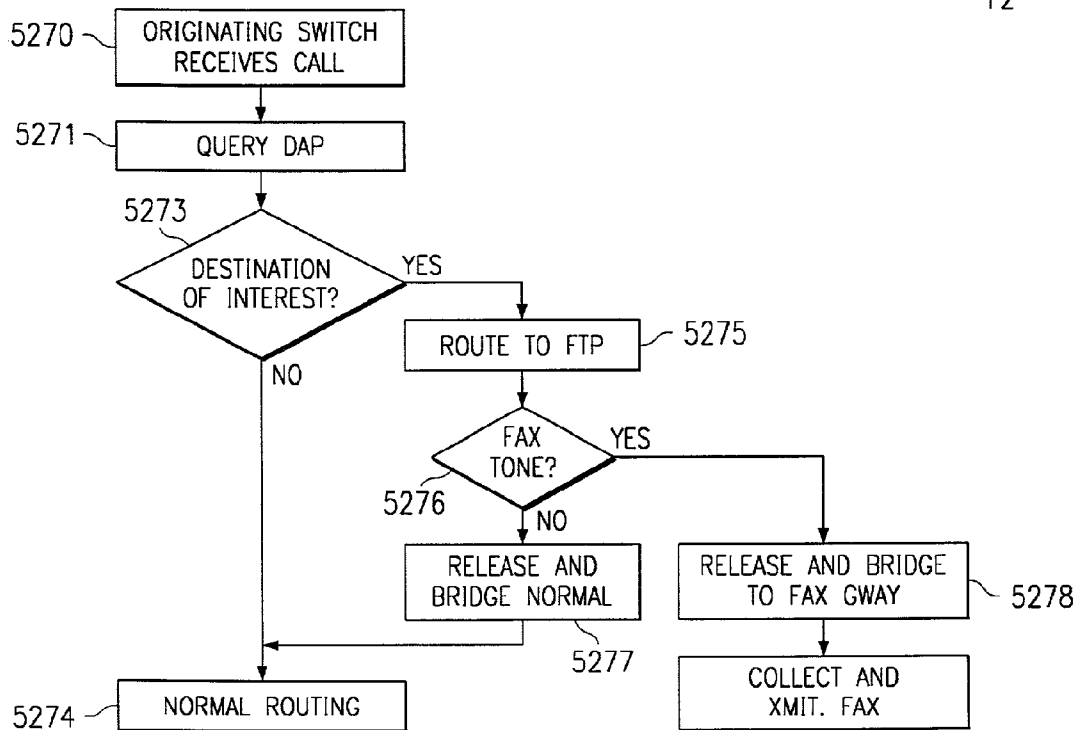 5270
ORIGINATING SWITCH
RECEIVES CALL
5271
QUERY DAP
5273
DESTINATION
OF INTEREST?
YES
NO
ROUTE TO FTP
5275
FAX
TONE?
YES
5276
NO
RELEASE AND
BRIDGE NORMAL
5277
RELEASE AND BRIDGE
TO FAX GWAY
5278
5274
NORMAL ROUTING
COLLECT AND
XMIT. FAX